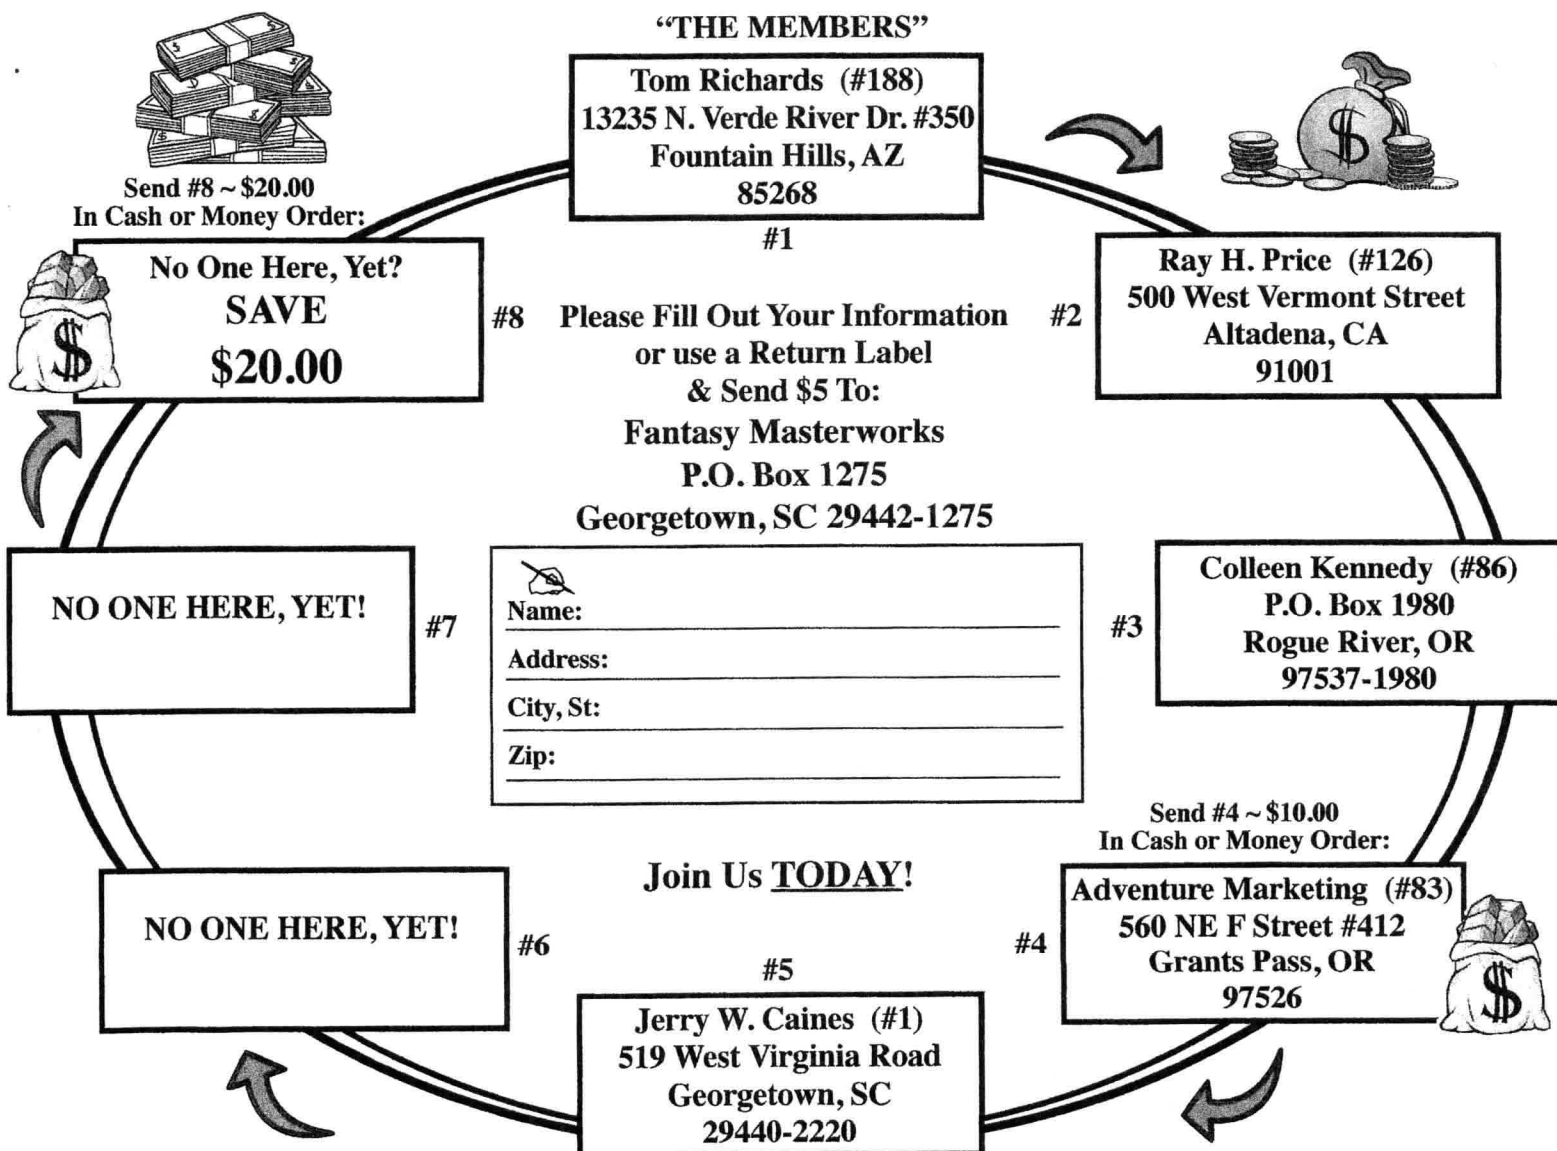 “THE MEMBERS”
Tom Richards (#188)
13235 N. Verde River Dr. #350
Fountain Hills, AZ
85268
#1
Ray H. Price (#126)
500 West Vermont Street
Altadena, CA
91001
#2
Colleen Kennedy (#86)
P.O. Box 1980
Rogue River, OR
97537-1980
#3
Send #4 ~ $10.00
In Cash or Money Order:
Adventure Marketing (#83)
560 NE F Street #412
Grants Pass, OR
97526
#4
#5
Jerry W. Caines (#1)
519 West Virginia Road
Georgetown, SC
29440-2220
NO ONE HERE, YET!
#6
NO ONE HERE, YET!
#7
Send #8 ~ $20.00
In Cash or Money Order:
No One Here, Yet?
SAVE
$20.00
#8
Please Fill Out Your Information
or use a Return Label
& Send $5 To:
Fantasy Masterworks
P.O. Box 1275
Georgetown, SC 29442-1275
Name:
Address:
City, St:
Zip:
Join Us TODAY!